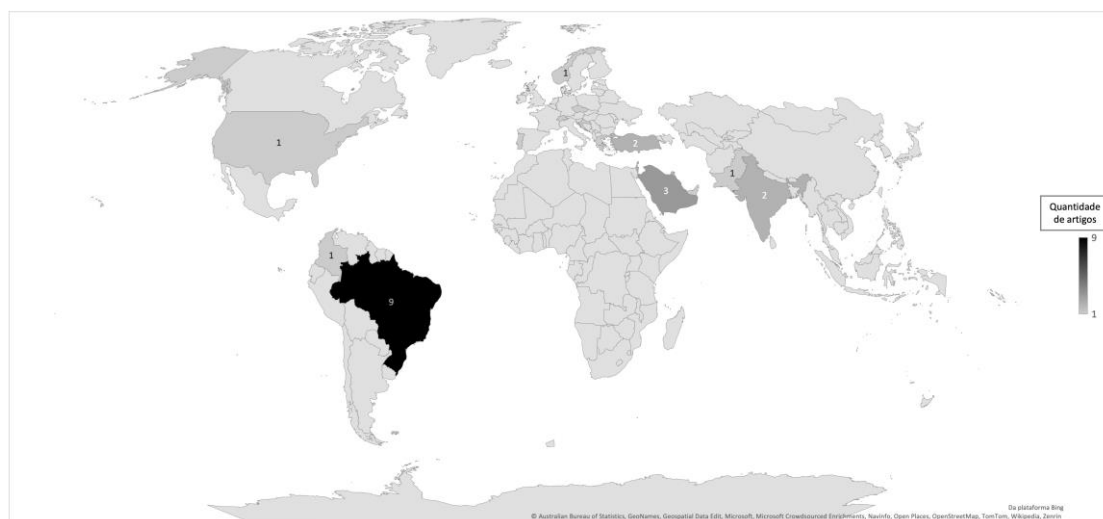 1
1
2
1
3
2
1
9
Quantidade
de artigos
9
1
Da plataforma Bing
© Australian Bureau of Statistics, GeoNames, Geospatial Data Edit, Microsoft, Microsoft Crowdsourced Enrichments, Navinfo, Open Places, OpenStreetMap, TomTom, Wikipedia, Zenrin